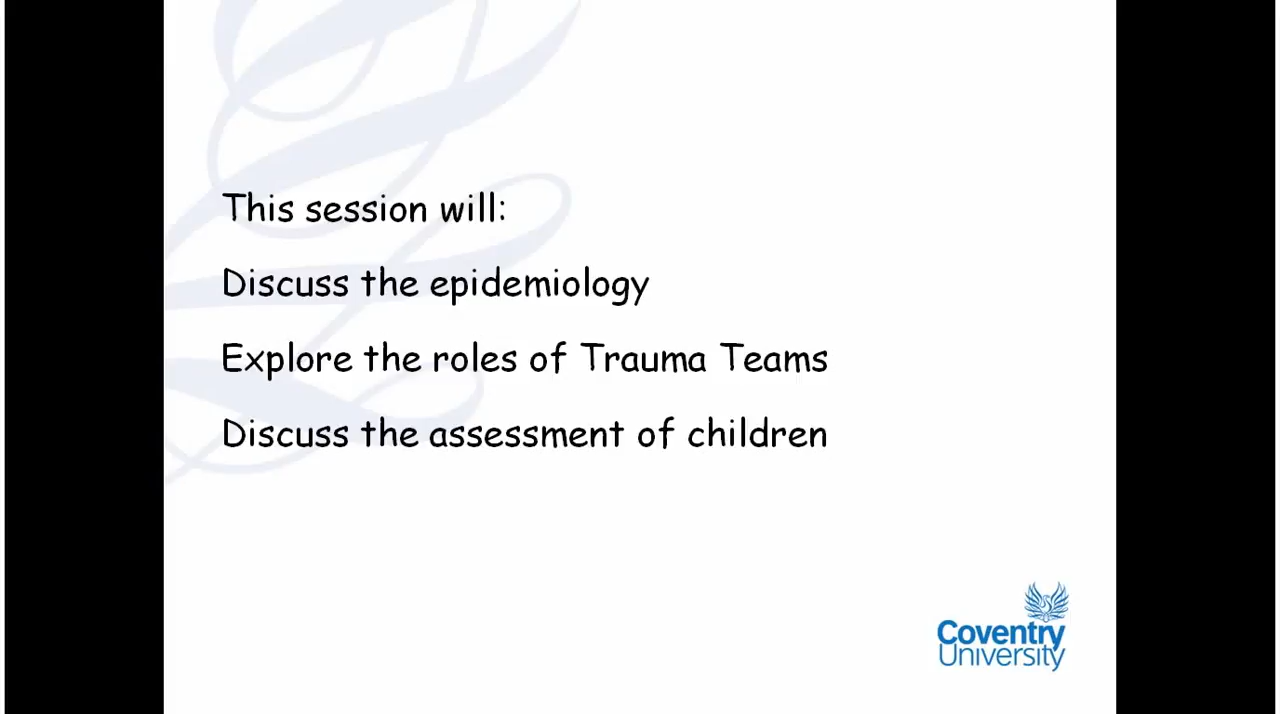 This session will:
Discuss the epidemiology
Explore the roles of Trauma Teams
Discuss the assessment of children
Coventry
University